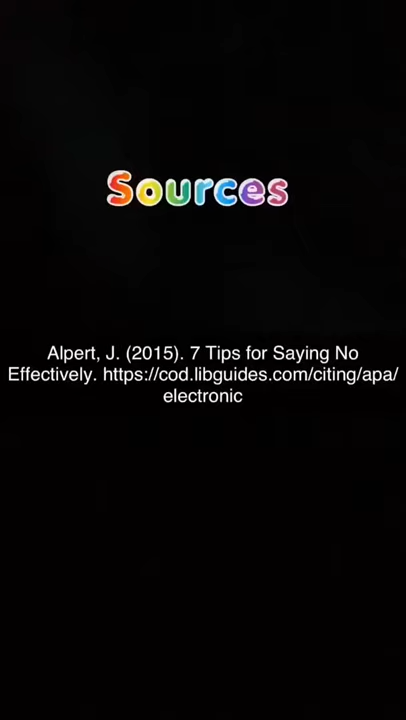 Sources
Alpert, J. (2015). 7 Tips for Saying No
Effectively. https://cod.libguides.com/citing/apa/
electronic